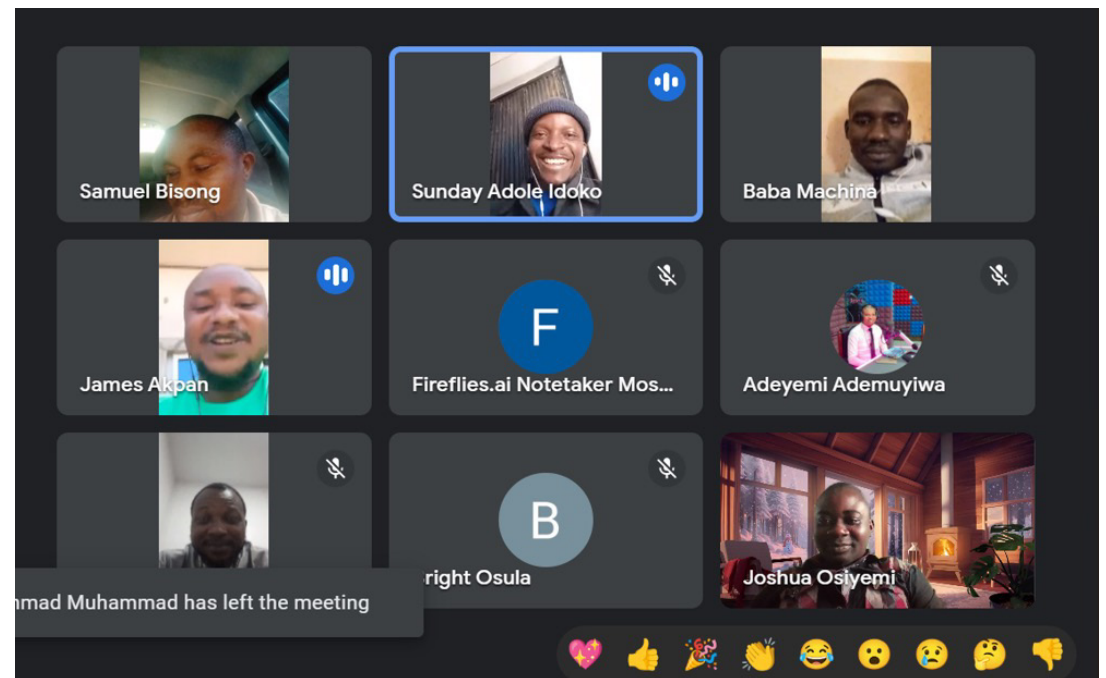 Samuel Bisong
Sunday Adole Idoko
Baba Machina
James Akpan
F
Fireflies.ai Notetaker Mos...
Adeyemi Ademuyiwa
B
right Osula
Joshua Osiyemi
mad Muhammad has left the meeting